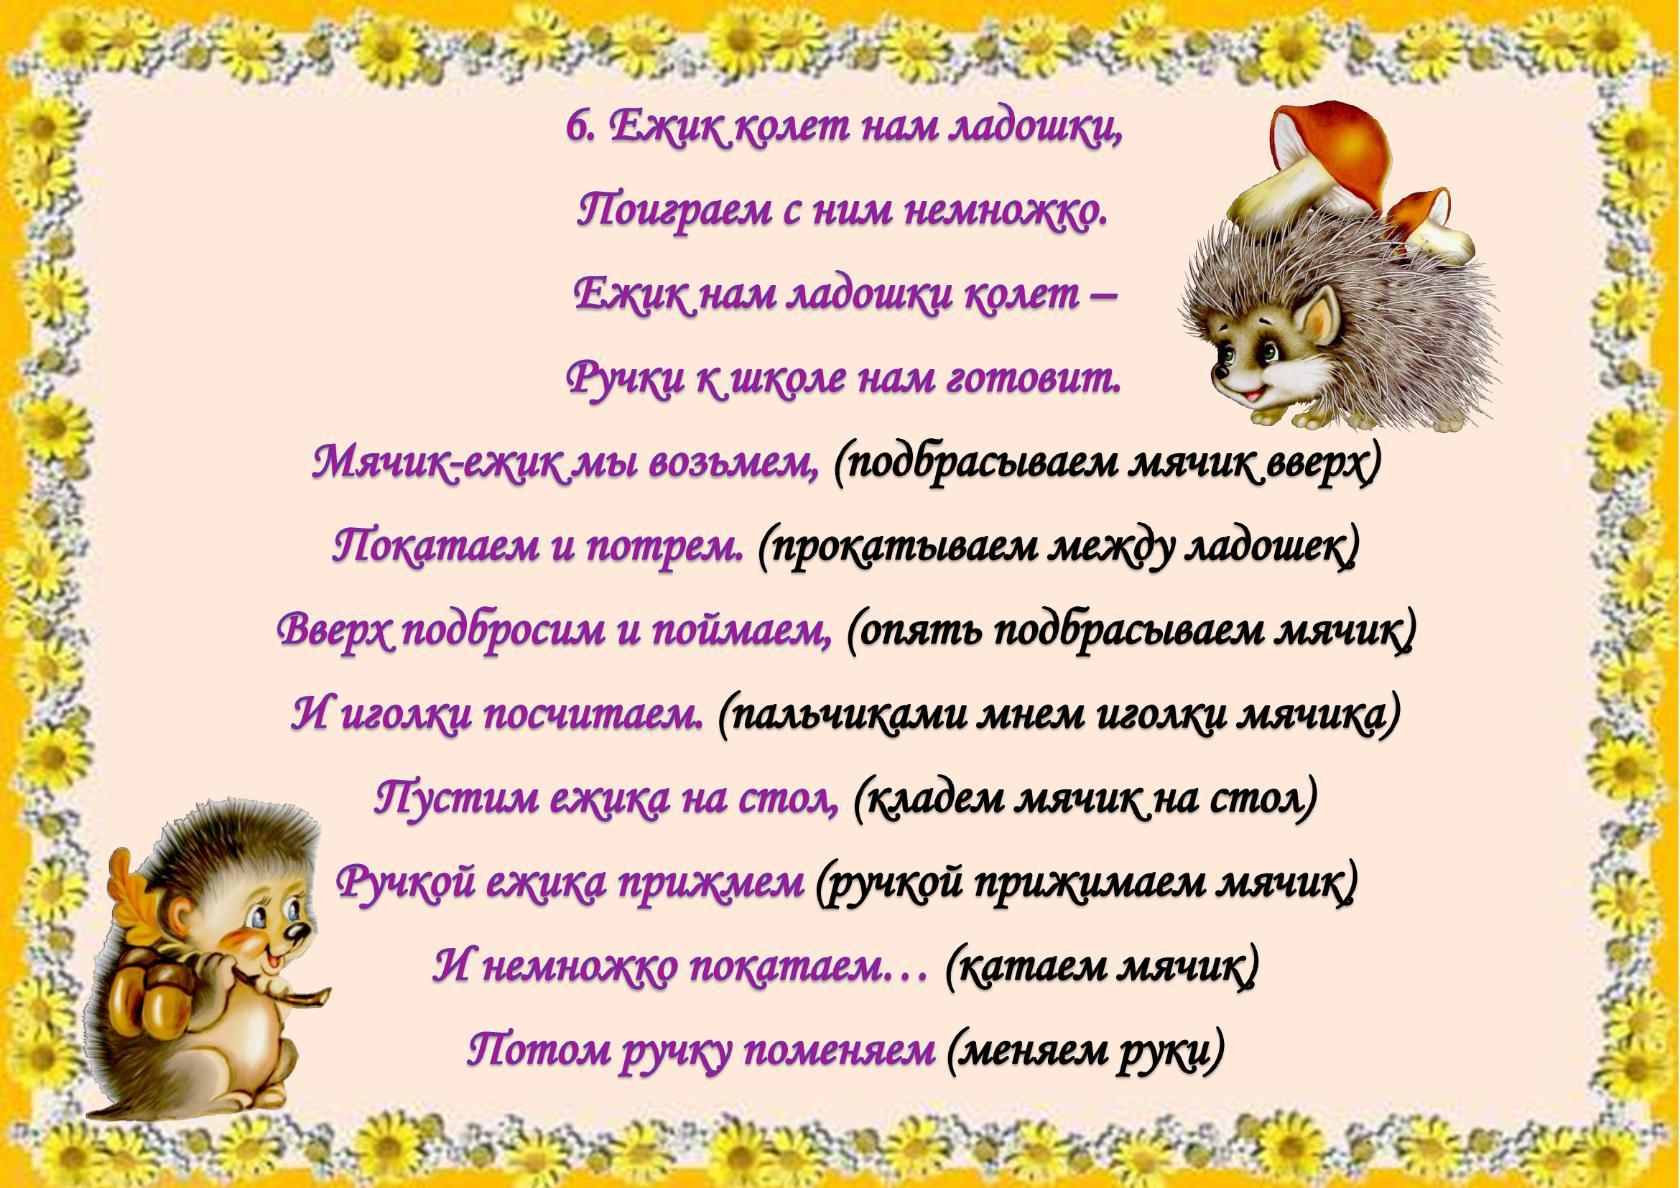 6. Ежик колет нам ладошки,
Поиграем с ним немножко.
Ежик нам ладошки колет –
Ручки к школе нам готовит.
Мячик-ежик мы возьмем, (подбрасываем мячик вверх)
Покатаем и потрем. (прокатываем между ладошек)
Вверх подбросим и поймаем, (опять подбрасываем мячик)
И иголки посчитаем. (пальчиками мнем иголки мячика)
Пустим ежика на стол, (кладем мячик на стол)
Ручкой ежика прижмем (ручкой прижимаем мячик)
И немножко покатаем… (катаем мячик)
Потом ручку поменяем (меняем руки)